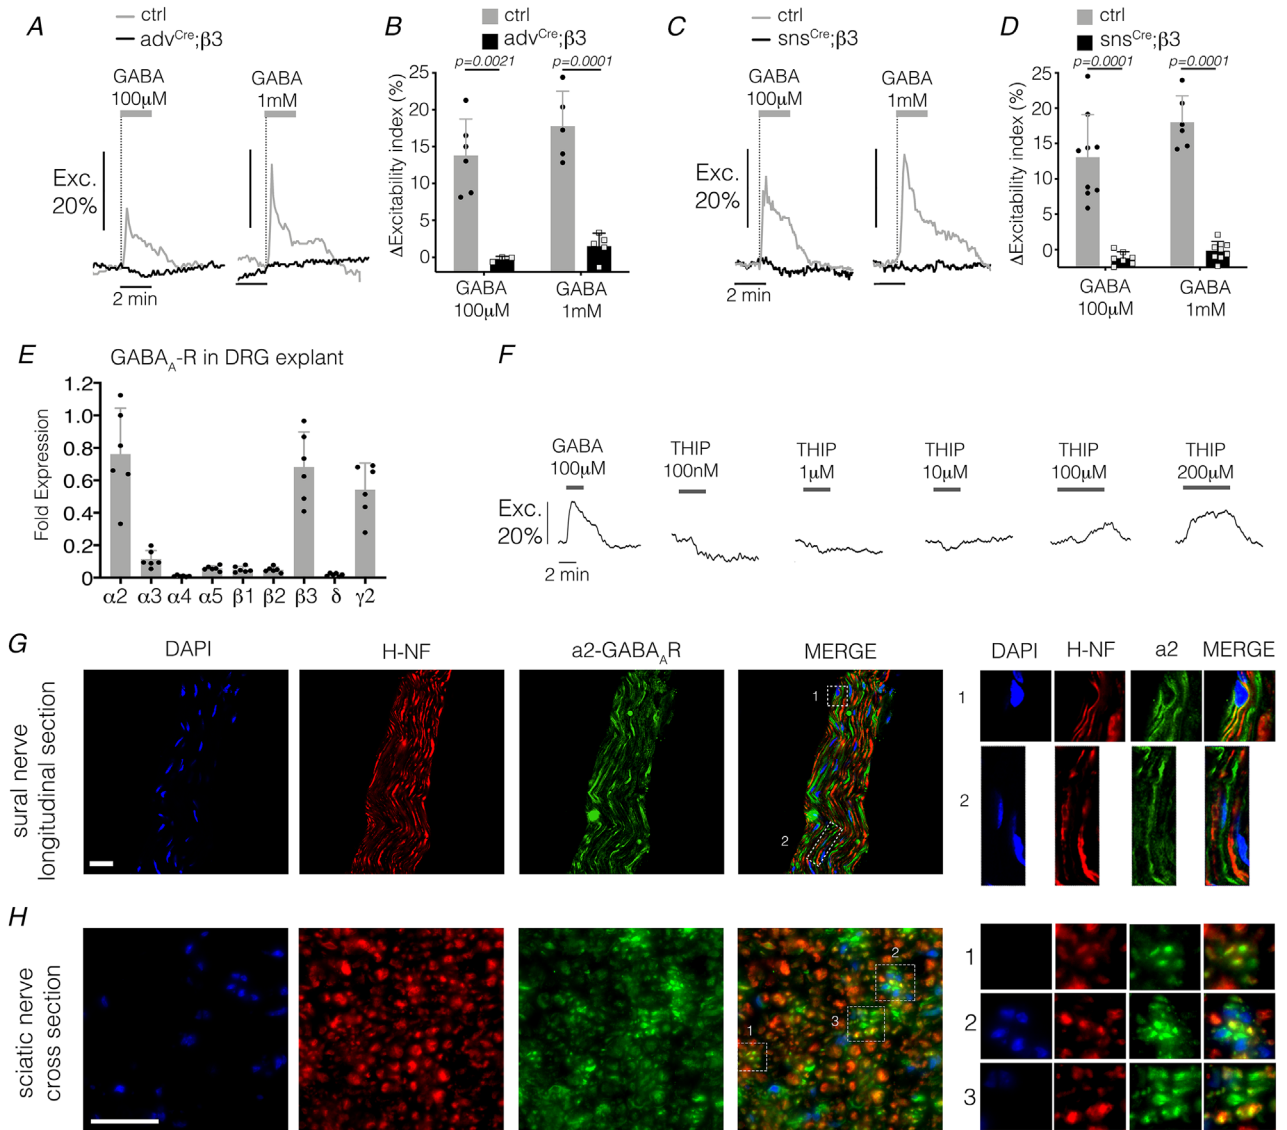 A
ctrl
advCre;β3
GABA
100µM
GABA
1mM
Exc.
20%
2 min
B
ctrl
advCre;β3
p=0.0021
p=0.0001
ΔExcitability index (%)
25
20
15
10
5
0
GABA
100µM
GABA
1mM
C
ctrl
snsCre;β3
GABA
100µM
GABA
1mM
Exc.
20%
2 min
D
ctrl
snsCre;β3
p=0.0001
p=0.0001
ΔExcitability index (%)
25
20
15
10
5
0
GABA
100µM
GABA
1mM
E
GABAA-R in DRG explant
Fold Expression
1.2
1.0
0.8
0.6
0.4
0.2
0
α2 α3 α4 α5 β1 β2 β3 δ γ2
F
GABA
100µM
THIP
100nM
THIP
1µM
THIP
10µM
THIP
100µM
THIP
200µM
Exc.
20%
2 min
G
DAPI H-NF a2-GABAAR MERGE
DAPI H-NF a2 MERGE
sural nerve
longitudinal section
1
2
1
2
H
sciatic nerve
cross section
2
3
1
1
2
3